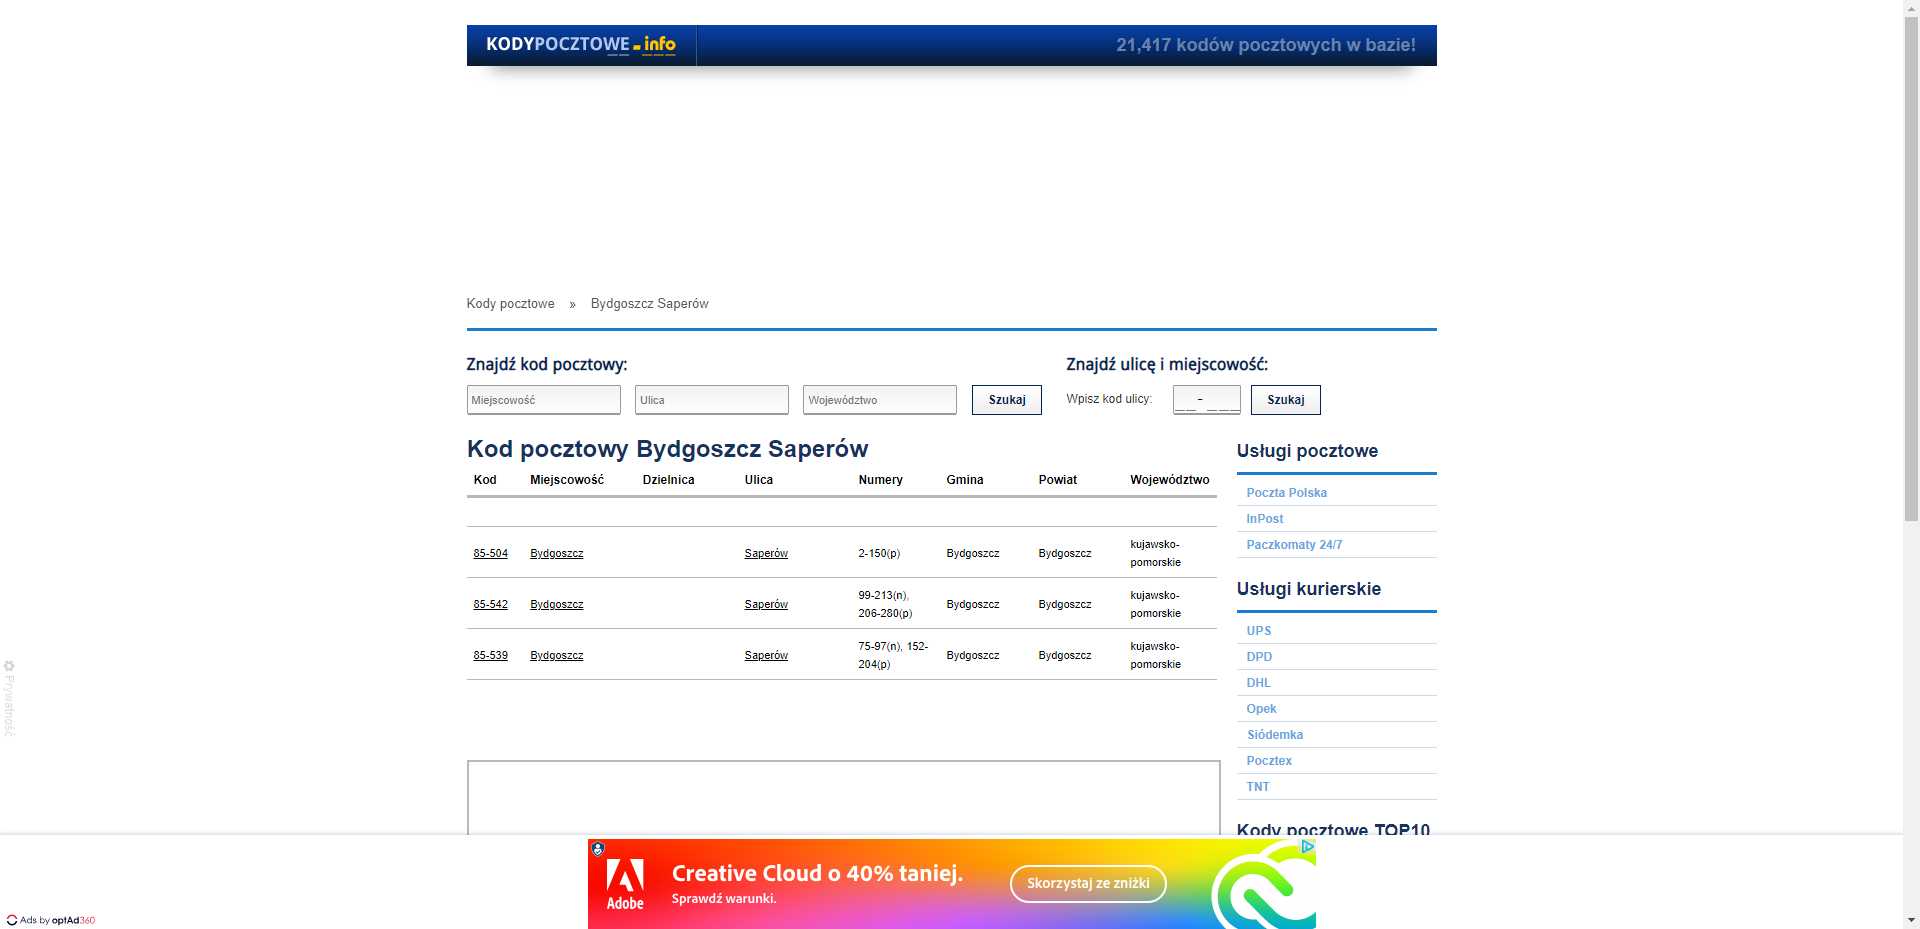 KODYPOCZTOWE-info
21,417 kodów pocztowych w bazie!
Kody pocztowe » Bydgoszcz Saperów
Znajdź kod pocztowy:
Miejscowość Ulica Województwo Szukaj
Znajdź ulicę i miejscowość:
Wpisz kod ulicy: __-___ Szukaj
Kod pocztowy Bydgoszcz Saperów
Kod Miejscowość Dzielnica Ulica Numery Gmina Powiat Województwo
85-504 Bydgoszcz Saperów 2-150(p) Bydgoszcz Bydgoszcz kujawsko-
pomorskie
85-542 Bydgoszcz Saperów 99-213(n),
206-280(p) Bydgoszcz Bydgoszcz kujawsko-
pomorskie
85-539 Bydgoszcz Saperów 75-97(n), 152-
204(p) Bydgoszcz Bydgoszcz kujawsko-
pomorskie
Usługi pocztowe
Poczta Polska
InPost
Paczkomaty 24/7
Usługi kurierskie
UPS
DPD
DHL
Opek
Siódemka
Pocztex
TNT
Kody pocztowe TOP10
Prywatność
Adobe
Creative Cloud o 40% taniej.
Sprawdź warunki.
Skorzystaj ze zniżki
Ads by optAd360